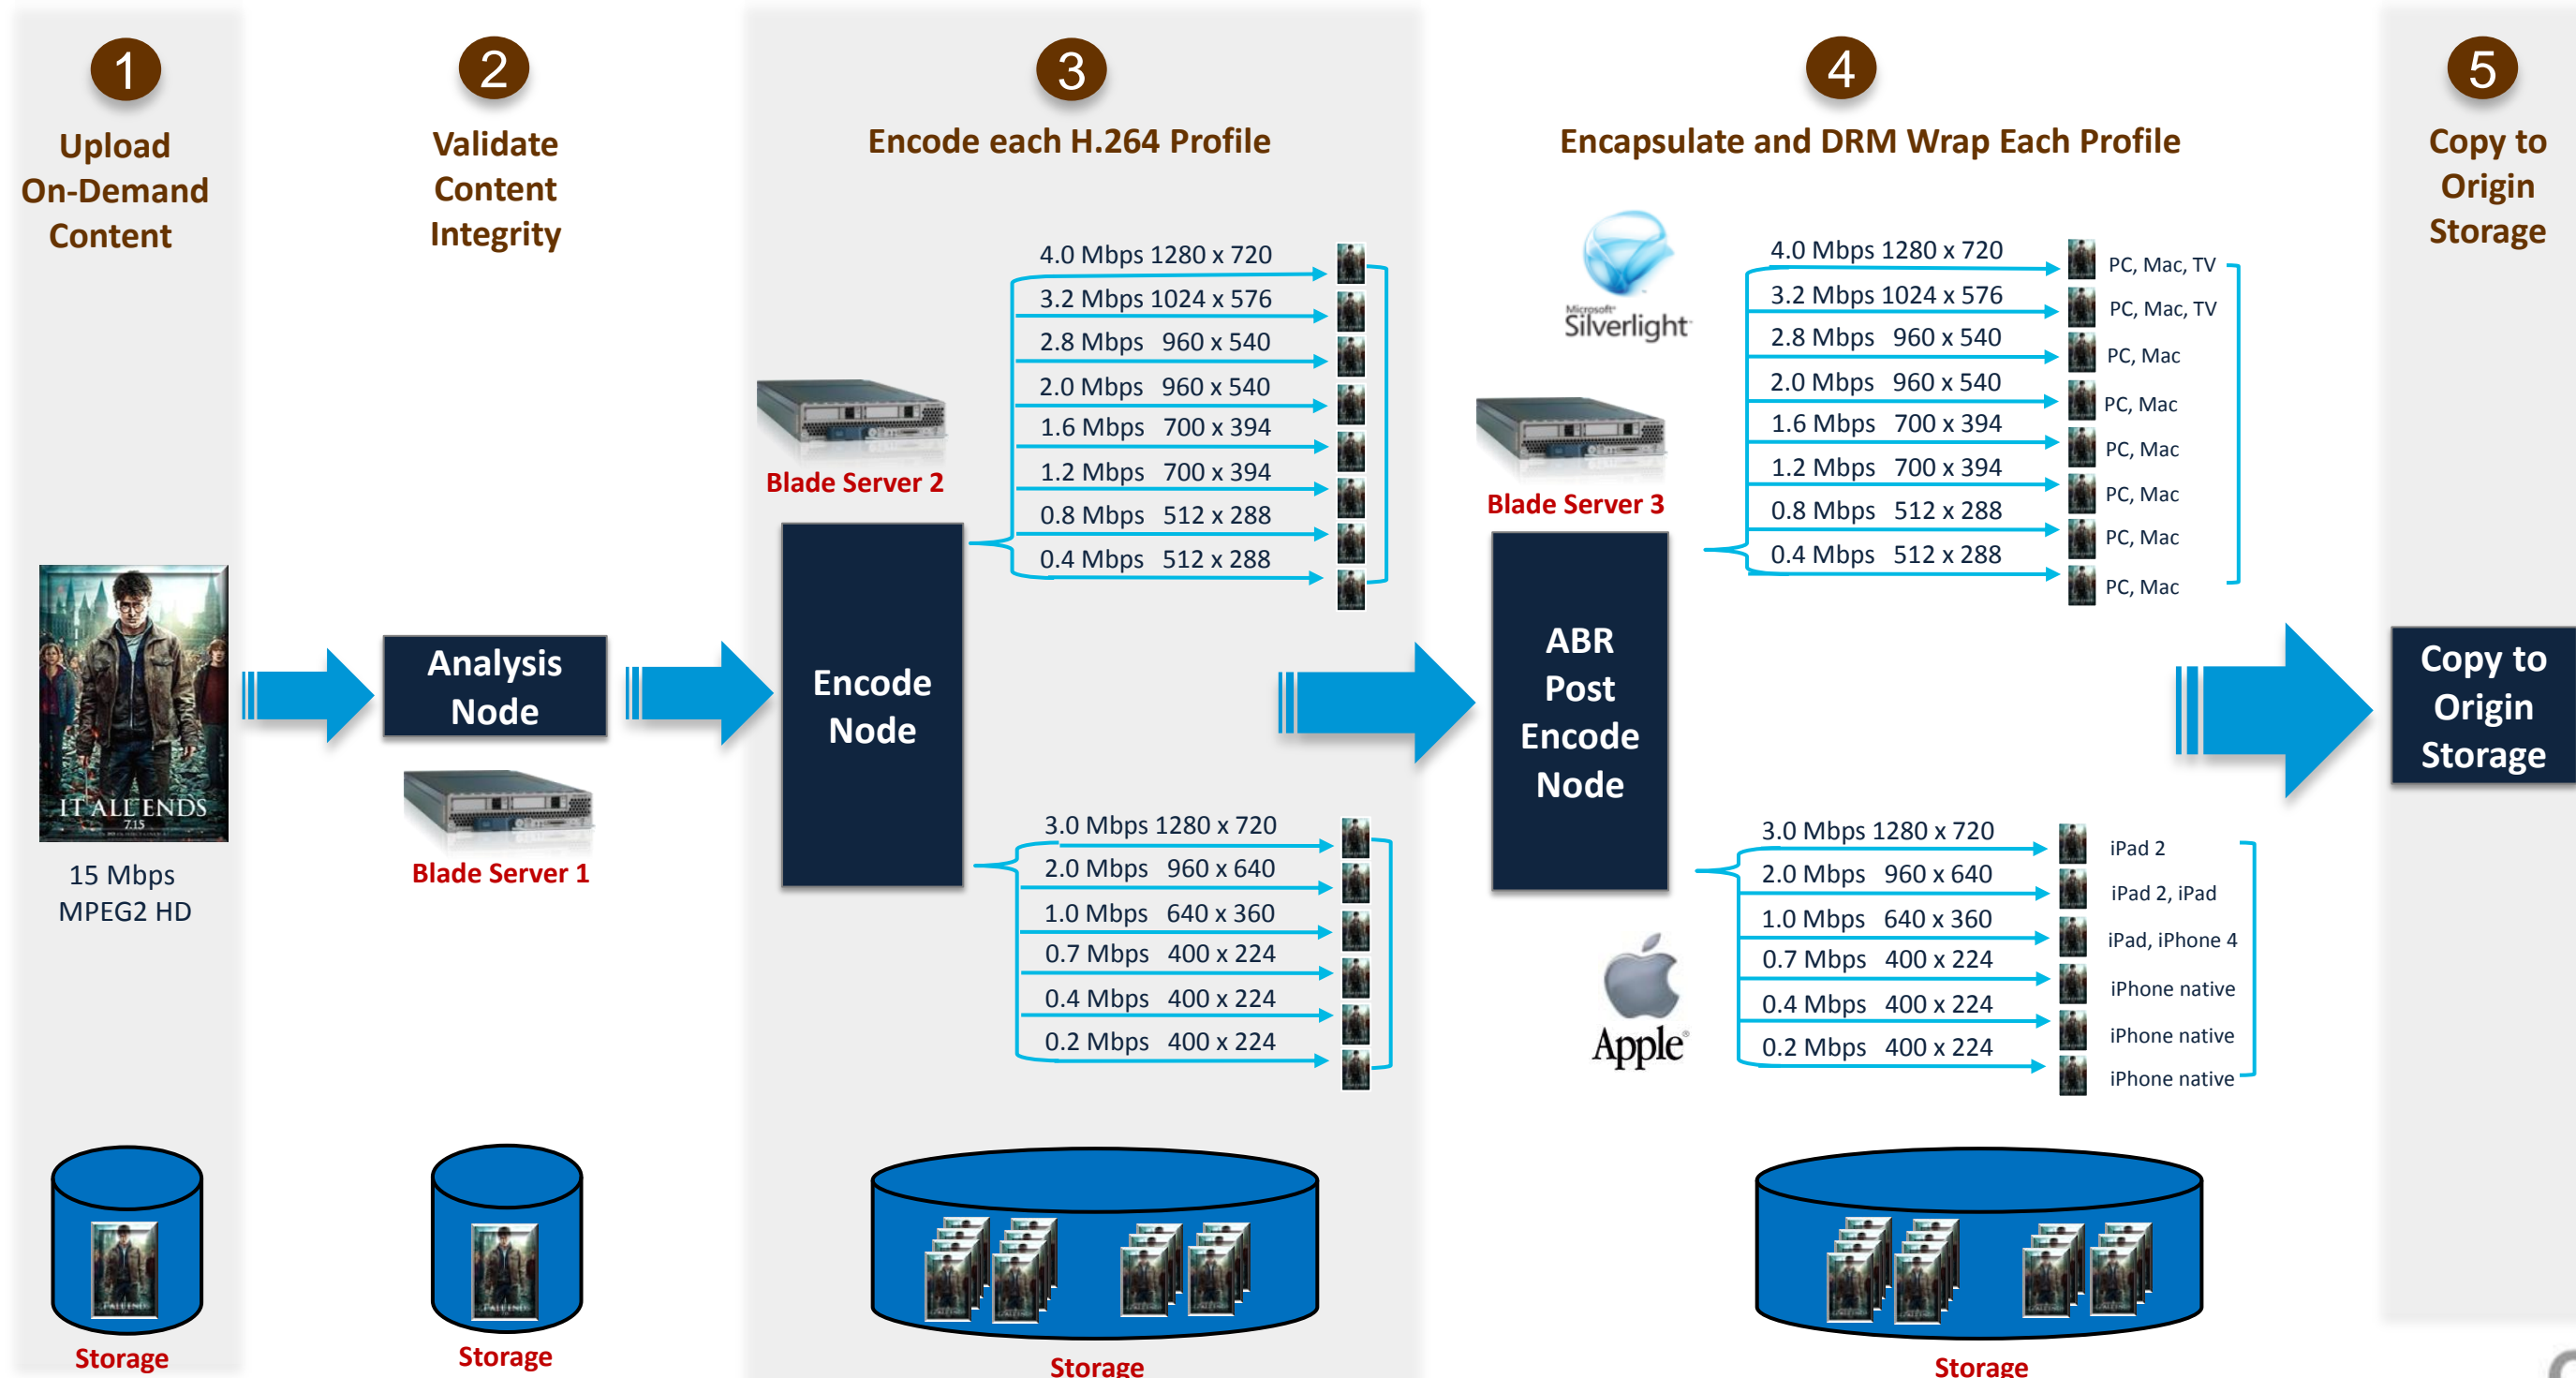 1
Upload
On-Demand
Content
IT ALL ENDS
7.15
15 Mbps
MPEG2 HD
Storage
2
Validate
Content
Integrity
Analysis
Node
Blade Server 1
Storage
3
Encode each H.264 Profile
Blade Server 2
Encode
Node
4.0 Mbps 1280 x 720
3.2 Mbps 1024 x 576
2.8 Mbps 960 x 540
2.0 Mbps 960 x 540
1.6 Mbps 700 x 394
1.2 Mbps 700 x 394
0.8 Mbps 512 x 288
0.4 Mbps 512 x 288
3.0 Mbps 1280 x 720
2.0 Mbps 960 x 640
1.0 Mbps 640 x 360
0.7 Mbps 400 x 224
0.4 Mbps 400 x 224
0.2 Mbps 400 x 224
Storage
4
Encapsulate and DRM Wrap Each Profile
Microsoft®
Silverlight
Blade Server 3
ABR
Post
Encode
Node
4.0 Mbps 1280 x 720 PC, Mac, TV
3.2 Mbps 1024 x 576 PC, Mac, TV
2.8 Mbps 960 x 540 PC, Mac
2.0 Mbps 960 x 540 PC, Mac
1.6 Mbps 700 x 394 PC, Mac
1.2 Mbps 700 x 394 PC, Mac
0.8 Mbps 512 x 288 PC, Mac
0.4 Mbps 512 x 288 PC, Mac
Apple®
3.0 Mbps 1280 x 720 iPad 2
2.0 Mbps 960 x 640 iPad 2, iPad
1.0 Mbps 640 x 360 iPad, iPhone 4
0.7 Mbps 400 x 224 iPhone native
0.4 Mbps 400 x 224 iPhone native
0.2 Mbps 400 x 224 iPhone native
Storage
5
Copy to
Origin
Storage
Copy to
Origin
Storage